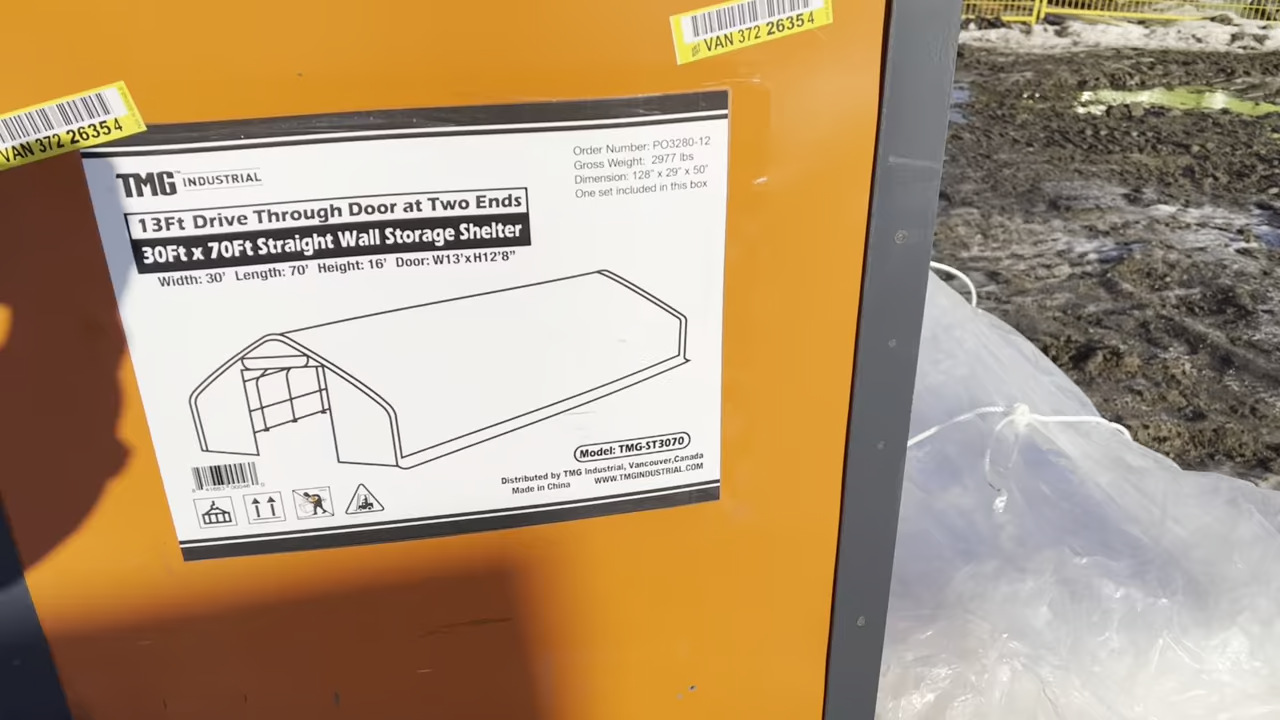 VAN 372 26354
VAN 372 26354
TMG INDUSTRIAL
Order Number: PO3280-12
Gross Weight: 2977 lbs
Dimension: 128" x 29" x 50"
One set included in this box
13Ft Drive Through Door at Two Ends
30Ft x 70Ft Straight Wall Storage Shelter
Width: 30' Length: 70' Height: 16' Door: W13'xH12'8"
Model: TMG-ST3070
Distributed by TMG Industrial, Vancouver,Canada
Made in China WWW.TMGINDUSTRIAL.COM